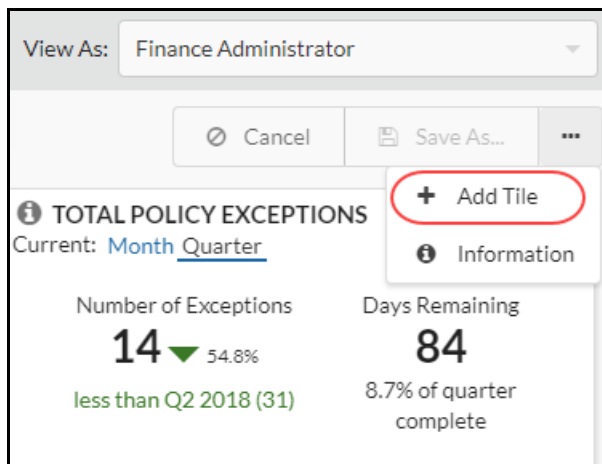 View As: Finance Administrator
Cancel Save As... ...
Add Tile
Information
TOTAL POLICY EXCEPTIONS
Current: Month Quarter
Number of Exceptions Days Remaining
14 54.8% 84
less than Q2 2018 (31) 8.7% of quarter
complete